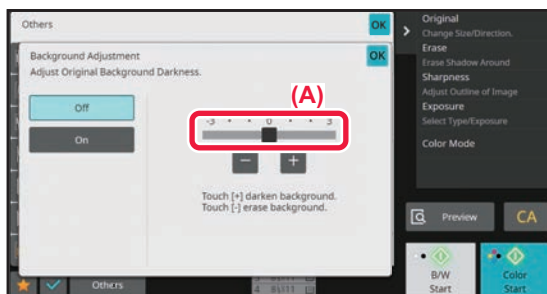 Others
OK
Background Adjustment
OK
Adjust Original Background Darkness.
Off
On
(A)
-3 • • 0 • • 3
− +
Touch [+] darken background.
Touch [-] erase background.
Original
Change Size/Direction.
Erase
Erase Shadow Around
Sharpness
Adjust Outline of Image
Exposure
Select Type/Exposure
Color Mode
Preview
CA
B/W
Start
Color
Start
Others